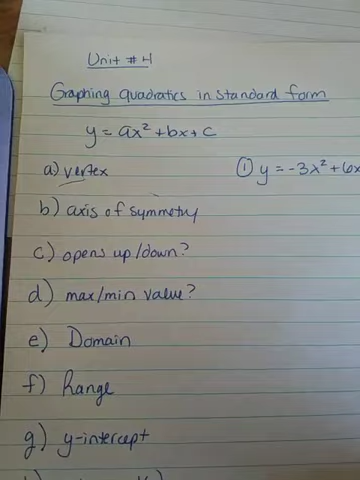 Unit #4
Graphing quadratics in standard form
y = ax² + bx + c
a) vertex
① y = -3x² + 6x
b) axis of symmetry
c) opens up/down?
d) max/min value?
e) Domain
f) Range
g) y-intercept